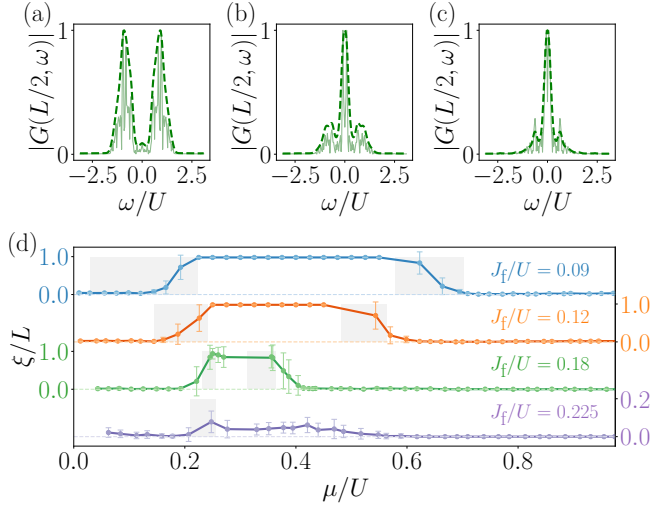 (a) (b) (c)
|G(L/2, ω)| |G(L/2, ω)| |G(L/2, ω)|
1 1 1
0 0 0
−2.5 0.0 2.5 −2.5 0.0 2.5 −2.5 0.0 2.5
ω/U ω/U ω/U
(d)
ξ/L
1.0 J_f/U = 0.09
0.0 1.0
J_f/U = 0.12
1.0 0.0
J_f/U = 0.18
0.0 0.2
J_f/U = 0.225
0.0
0.0 0.2 0.4 0.6 0.8
μ/U